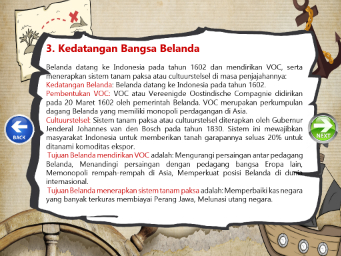 3. Kedatangan Bangsa Belanda
Belanda datang ke Indonesia pada tahun 1602 dan mendirikan VOC, serta
menerapkan sistem tanam paksa atau cultuurstelsel di masa penjajahannya:
Kedatangan Belanda: Belanda datang ke Indonesia pada tahun 1602.
Pembentukan VOC: VOC atau Vereenigde Oostindische Compagnie didirikan
pada 20 Maret 1602 oleh pemerintah Belanda. VOC merupakan perkumpulan
dagang Belanda yang memiliki monopoli perdagangan di Asia.
Cultuurstelsel: Sistem tanam paksa atau cultuurstelsel diterapkan oleh Gubernur
Jenderal Johannes van den Bosch pada tahun 1830. Sistem ini mewajibkan
masyarakat Indonesia untuk memberikan tanah garapannya seluas 20% untuk
ditanami komoditas ekspor.
Tujuan Belanda mendirikan VOC adalah: Mengurangi persaingan antar pedagang
Belanda, Menandingi persaingan dengan pedagang bangsa Eropa lain,
Memonopoli rempah-rempah di Asia, Memperkuat posisi Belanda di dunia
internasional.
Tujuan Belanda menerapkan sistem tanam paksa adalah: Memperbaiki kas negara
yang banyak terkuras membiayai Perang Jawa, Melunasi utang negara.
BACK
NEXT